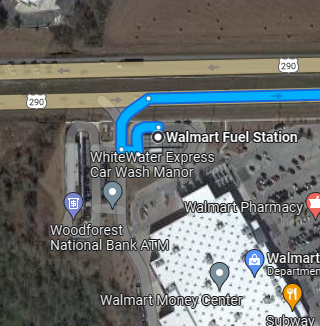 290
290
Walmart Fuel Station
WhiteWater Express
Car Wash Manor
Walmart Pharmacy
Woodforest
National Bank ATM
Walmart
Department
Walmart Money Center
Subway